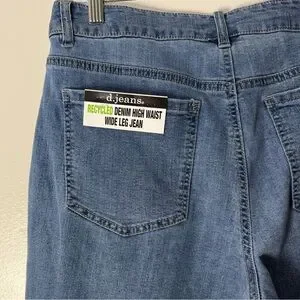 d.jeans.
RECYCLED DENIM HIGH WAIST
WIDE LEG JEAN